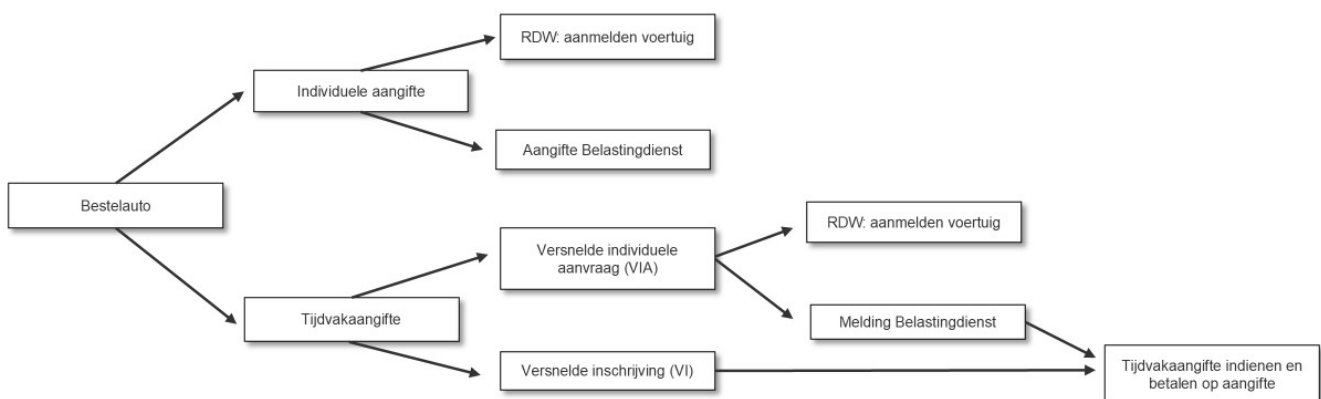 RDW: aanmelden voertuig
Individuele aangifte
Aangifte Belastingdienst
Bestelauto
RDW: aanmelden voertuig
Versnelde individuele
aanvraag (VIA)
Tijdvakaangifte
Melding Belastingdienst
Versnelde inschrijving (VI)
Tijdvakaangifte indienen en
betalen op aangifte